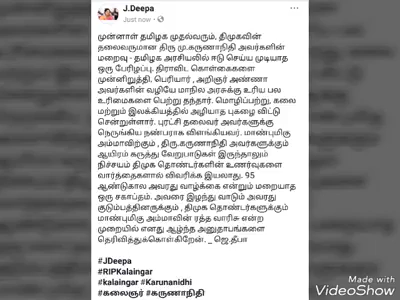 J.Deepa
Just now
முன்னாள் தமிழக முதல்வரும், திமுகவின்
தலைவருமான திரு மு.கருணாநிதி அவர்களின்
மறைவு - தமிழக அரசியலில் ஈடு செய்ய முடியாத
ஒரு பேரிழப்பு. திராவிட கொள்கைகளை
முன்னிறுத்தி. பெரியார் , அறிஞர் அண்ணா
அவர்களின் வழியே மாநில அரசுக்கு உரிய பல
உரிமைகளை பெற்று தந்தார். மொழிப்பற்று, கலை
மற்றும் இலக்கியத்தில் அழியாத புகழை விட்டு
சென்றுள்ளார். புரட்சி தலைவர் அவர்களுக்கு
நெருங்கிய நண்பராக விளங்கியவர். மாண்புமிகு
அம்மாவிற்கும் , திரு.கருணாநிதி அவர்களுக்கும்
ஆயிரம் கருத்து வேறுபாடுகள் இருந்தாலும்
நிச்சயம் திமுக தொண்டர்களின் உணர்வுகளை
வார்த்தைகளால் விவரிக்க இயலாது. 95
ஆண்டுகால அவரது வாழ்க்கை என்றும் மறையாத
ஒரு சகாப்தம். அவரை இழந்து வாடும் அவரது
குடும்பத்தினருக்கும் , திமுக தொண்டர்களுக்கும்
மாண்புமிகு அம்மாவின் ரத்த வாரிசு என்ற
முறையில் எனது ஆழ்ந்த அனுதாபங்களை
தெரிவித்துக்கொள்கிறேன். _ ஜெ.தீபா
#JDeepa
#RIPKalaingar
#kalaingar #Karunanidhi
#கலைஞர் #கருணாநிதி
Made with
VideoShow